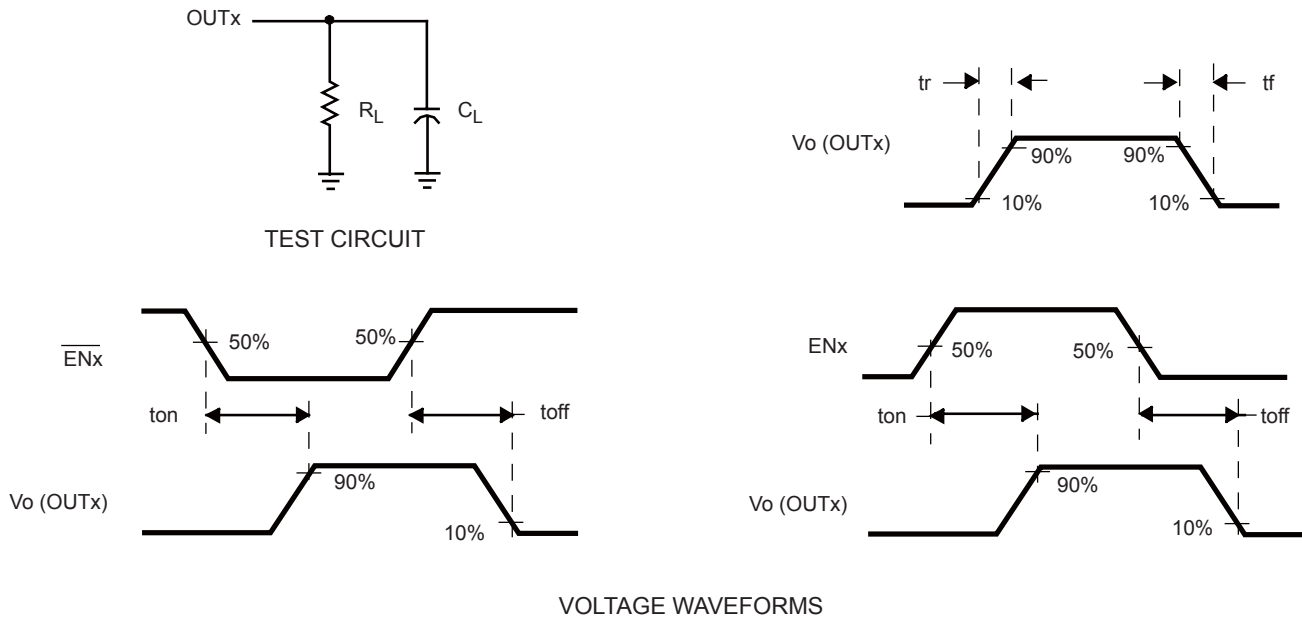 OUTx
RL
CL
TEST CIRCUIT
tr
tf
Vo (OUTx)
90%
90%
10%
10%
ENx
50%
50%
ton
toff
Vo (OUTx)
90%
10%
ENx
50%
50%
ton
toff
Vo (OUTx)
90%
10%
VOLTAGE WAVEFORMS